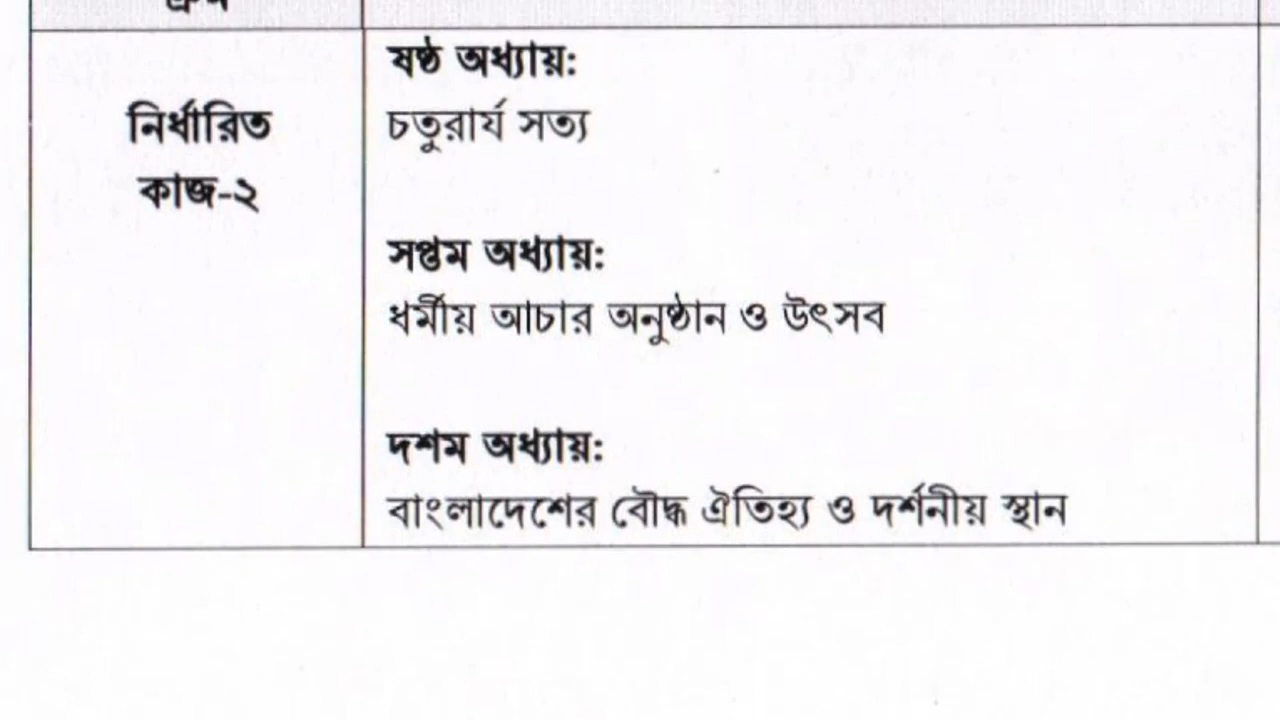 ষষ্ঠ অধ্যায়:
নির্ধারিত
চতুরার্য সত্য
কাজ-২
সপ্তম অধ্যায়:
ধর্মীয় আচার অনুষ্ঠান ও উৎসব
দশম অধ্যায়:
বাংলাদেশের বৌদ্ধ ঐতিহ্য ও দর্শনীয় স্থান